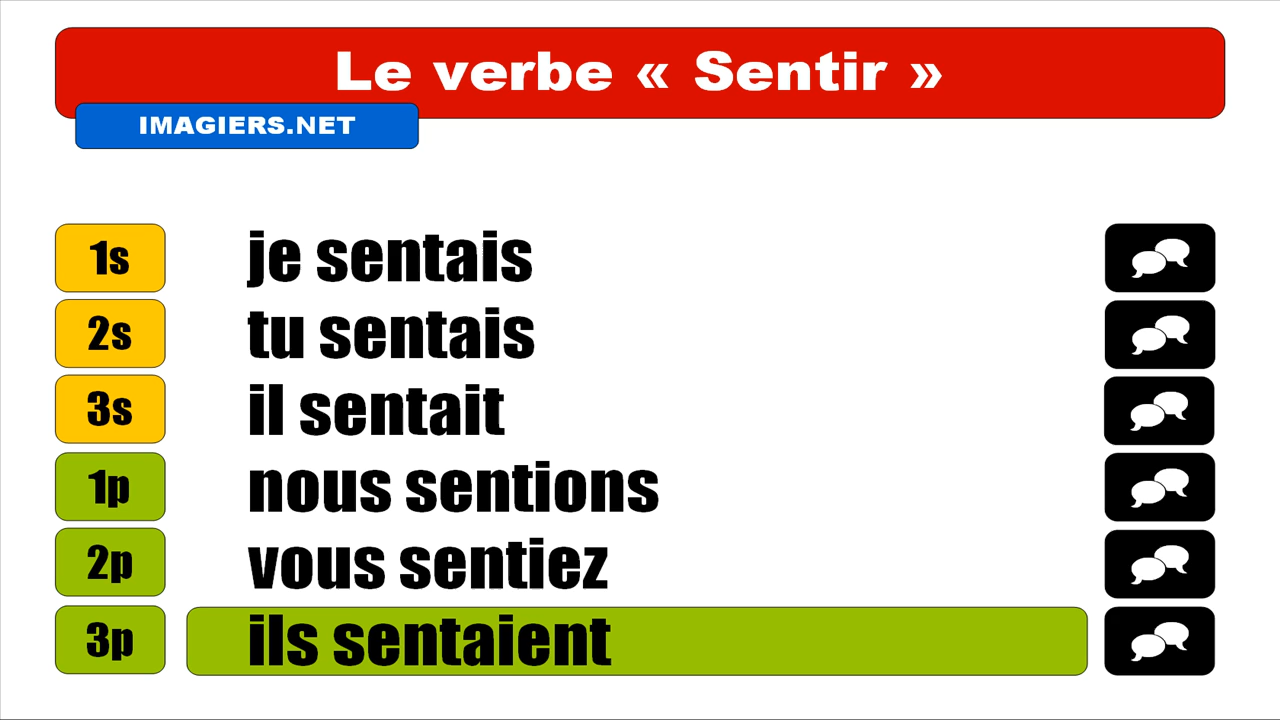 Le verbe « Sentir »
IMAGIERS.NET
1s je sentais
2s tu sentais
3s il sentait
1p nous sentions
2p vous sentiez
3p ils sentaient